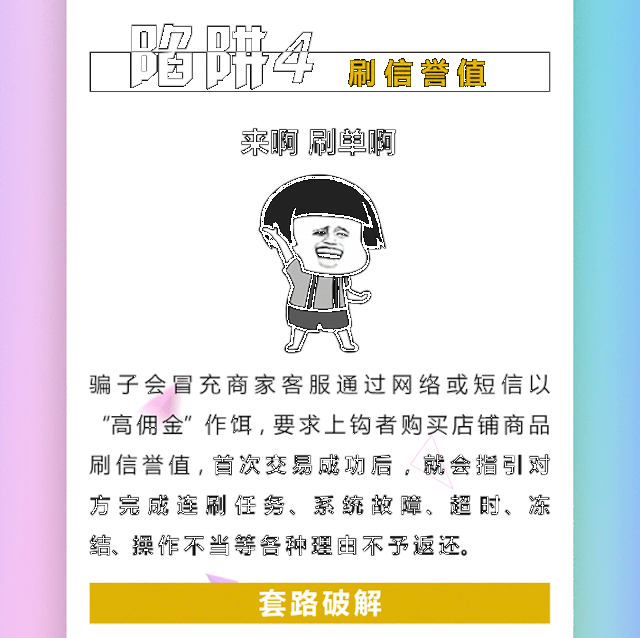 陷阱4 刷信誉值
来啊 刷单啊
骗子会冒充商家客服通过网络或短信以
“高佣金”作饵,要求上钩者购买店铺商品
刷信誉值,首次交易成功后,就会指引对
方完成连刷任务、系统故障、超时、冻
结、操作不当等各种理由不予返还。
套路破解